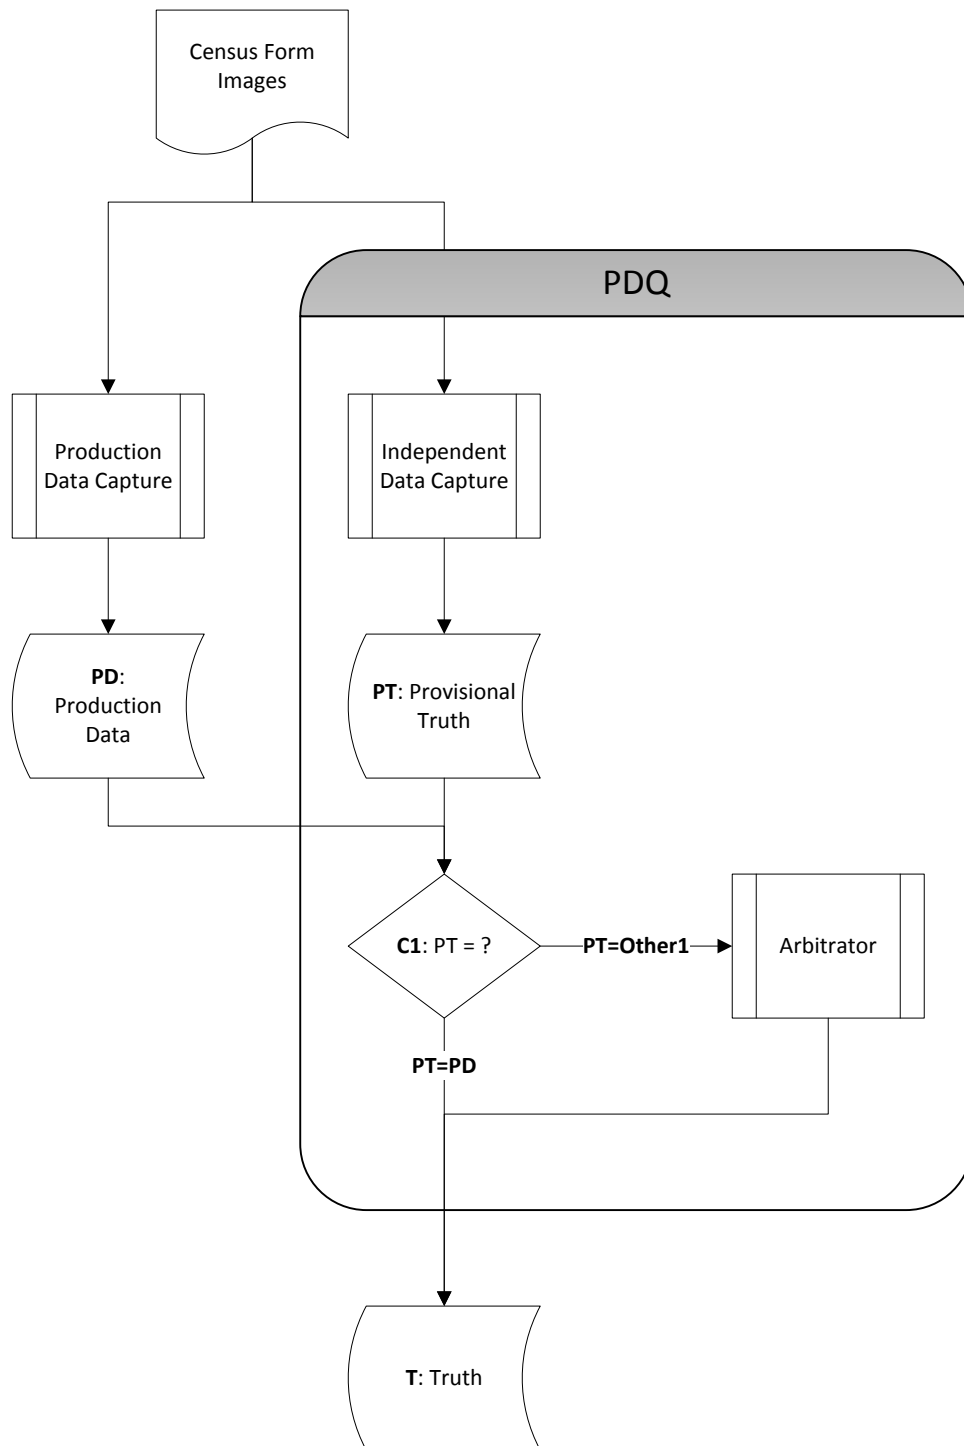 Census Form
Images
PDQ
Production
Data Capture
Independent
Data Capture
PD:
Production
Data
PT: Provisional
Truth
C1: PT = ?
PT=Other1
Arbitrator
PT=PD
T: Truth